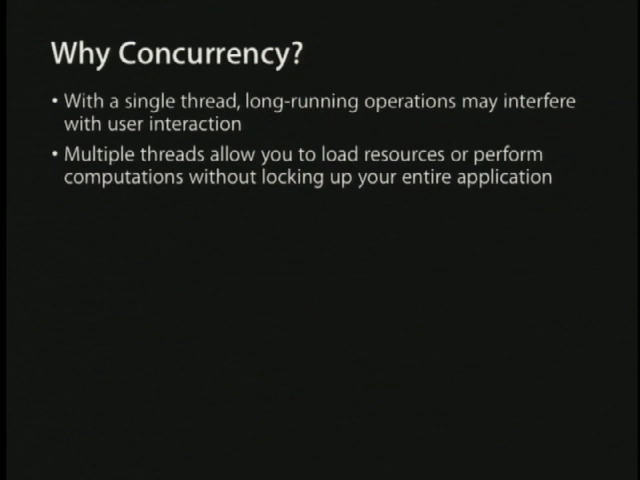 Why Concurrency?
• With a single thread, long-running operations may interfere
with user interaction
• Multiple threads allow you to load resources or perform
computations without locking up your entire application